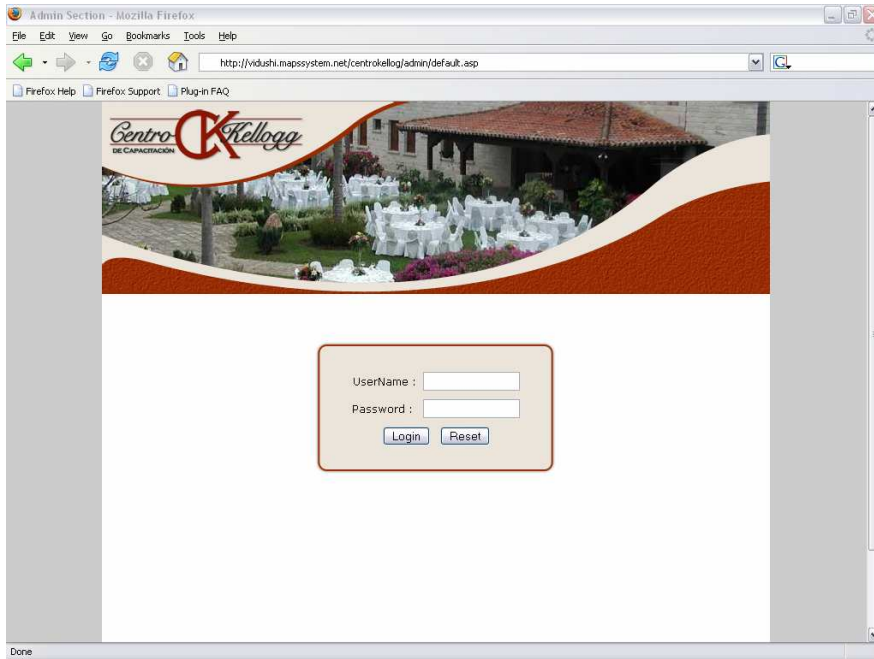 Admin Section - Mozilla Firefox
File Edit View Go Bookmarks Tools Help
http://vidushi.mapssystem.net/centrokellog/admin/default.asp
G
Firefox Help Firefox Support Plug-in FAQ
Centro CK Kellogg
DE CAPACITACIÓN
UserName :
Password :
Login Reset
Done